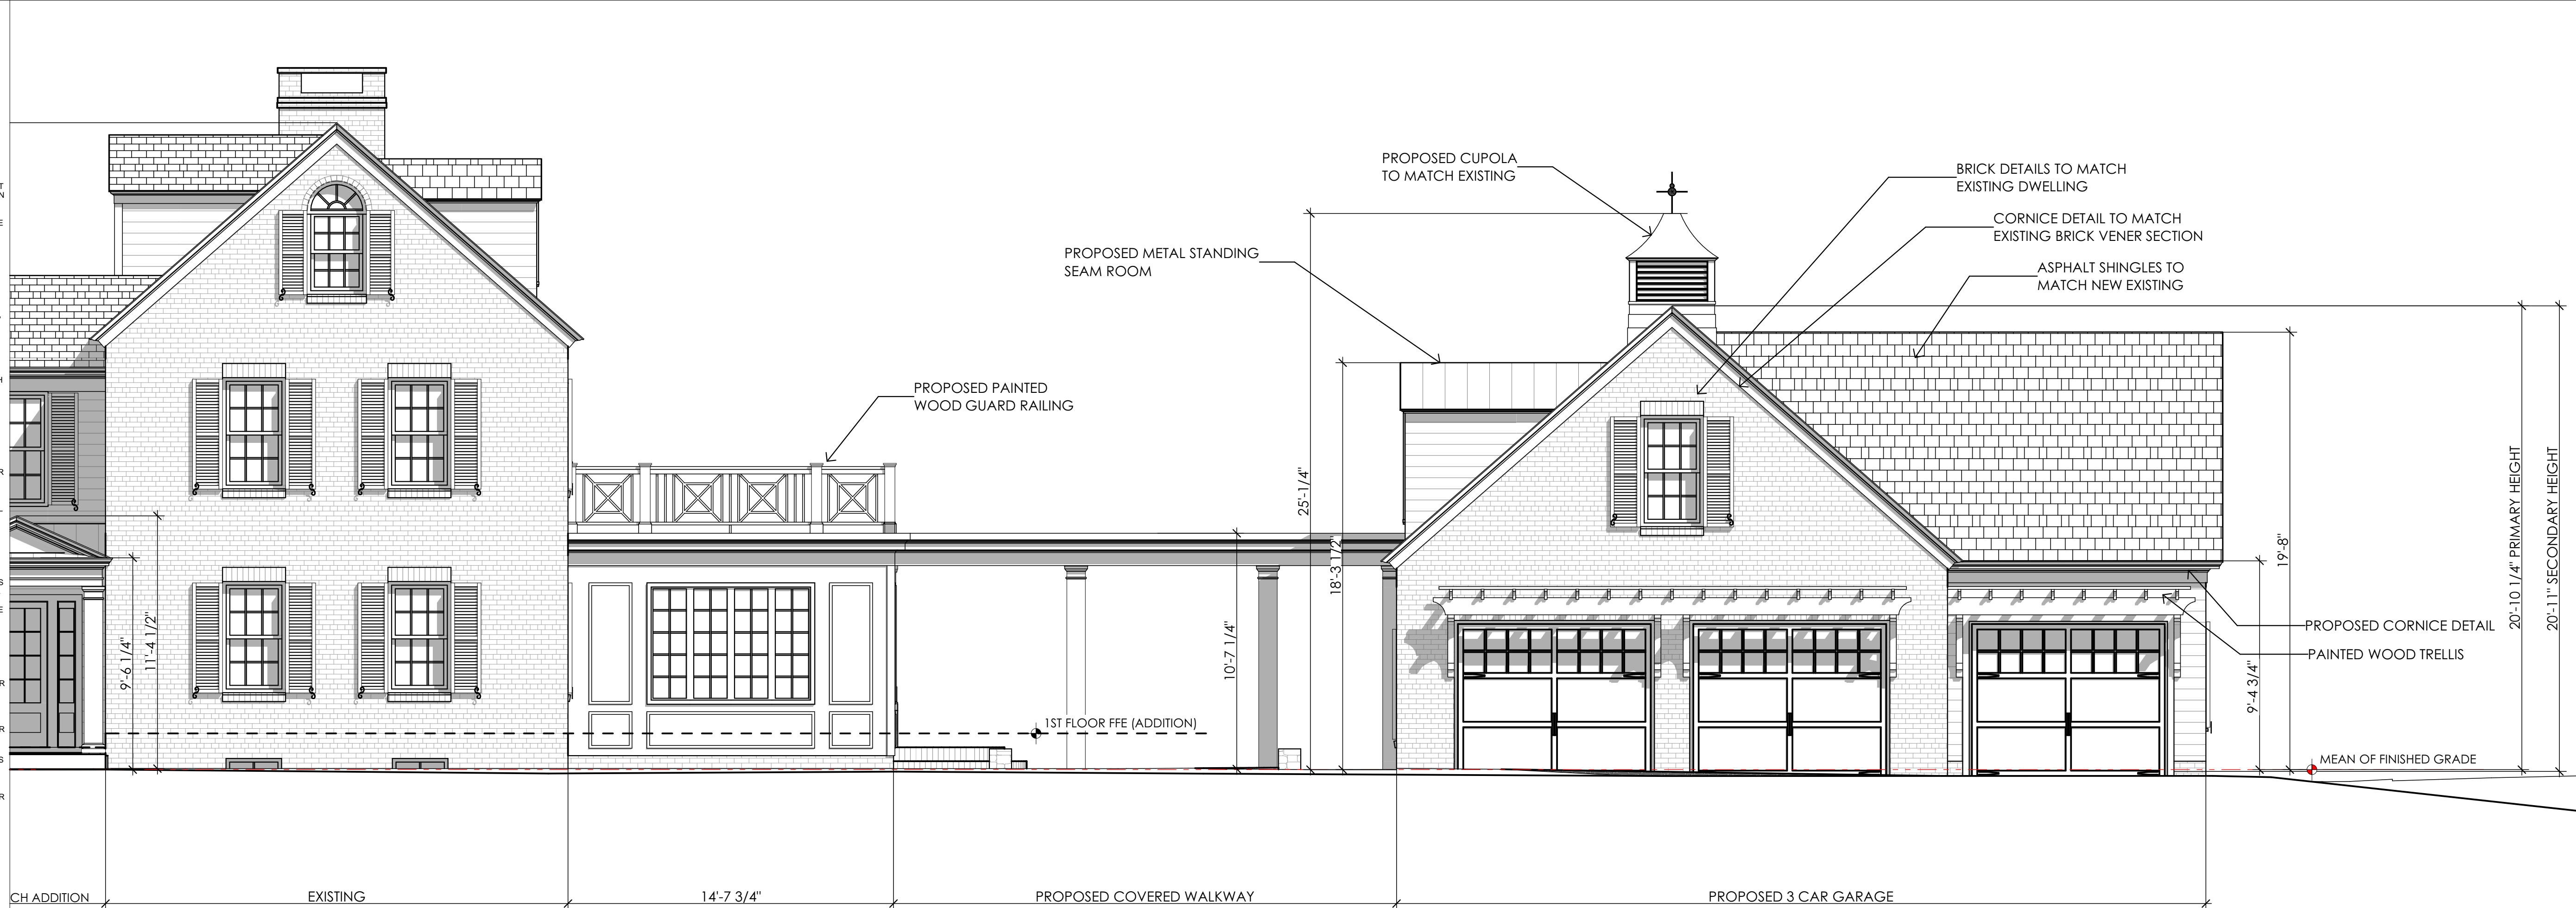 PROPOSED CUPOLA
TO MATCH EXISTING
BRICK DETAILS TO MATCH
EXISTING DWELLING
CORNICE DETAIL TO MATCH
EXISTING BRICK VENER SECTION
PROPOSED METAL STANDING
SEAM ROOM
ASPHALT SHINGLES TO
MATCH NEW EXISTING
PROPOSED PAINTED
WOOD GUARD RAILING
25'-1/4"
18'-3 1/2"
19'-8"
20'-10 1/4" PRIMARY HEIGHT
20'-11" SECONDARY HEIGHT
9'-6 1/4"
11'-4 1/2"
10'-7 1/4"
9'-4 3/4"
PROPOSED CORNICE DETAIL
PAINTED WOOD TRELLIS
1ST FLOOR FFE (ADDITION)
MEAN OF FINISHED GRADE
CH ADDITION
EXISTING
14'-7 3/4"
PROPOSED COVERED WALKWAY
PROPOSED 3 CAR GARAGE